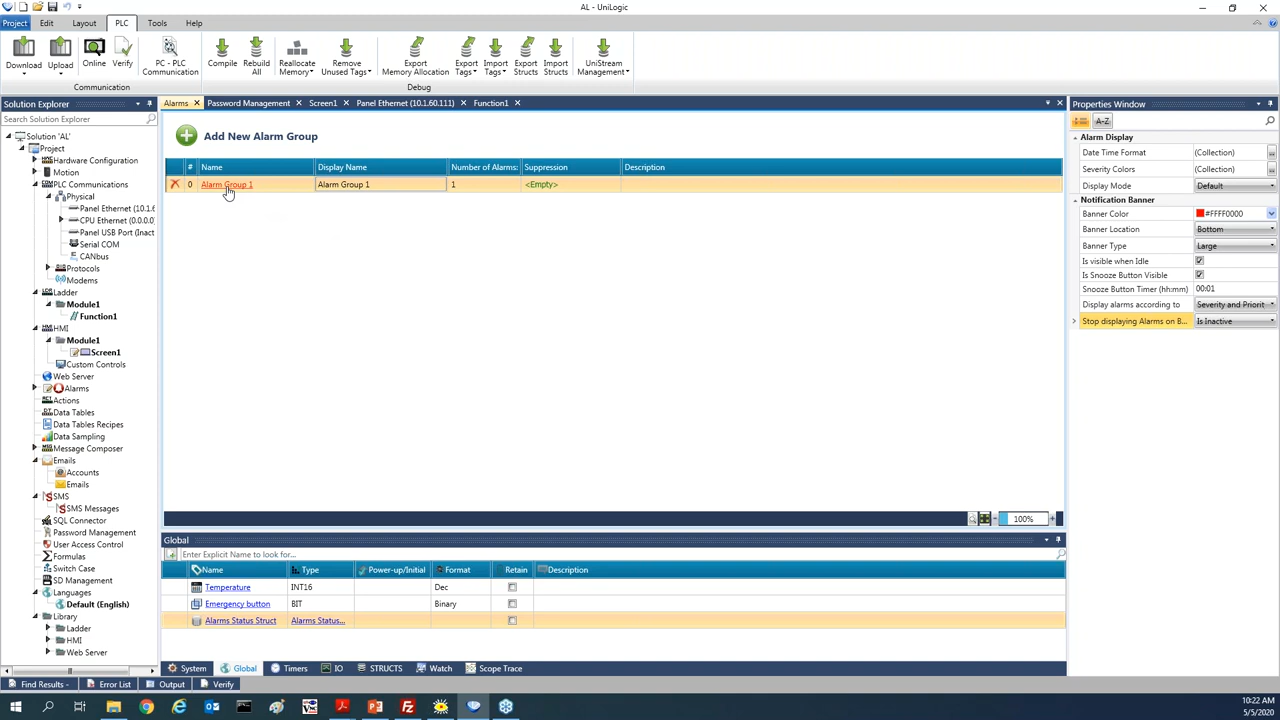 AL - UniLogic
Project Edit Layout PLC Tools Help
Download Upload Online Verify PC - PLC Communication Compile Rebuild All Reallocate Memory Remove Unused Tags Export Memory Allocation Export Tags Import Tags Export Structs Import Structs UniStream Management
Communication Debug
Solution Explorer
Alarms Password Management Screen1 Panel Ethernet (10.1.60.111) Function1
Properties Window
Search Solution Explorer
Solution 'AL'
Project
Hardware Configuration
Motion
PLC Communications
Physical
Panel Ethernet (10.1.6
CPU Ethernet (0.0.0.0
Panel USB Port (Inact
Serial COM
CANbus
Protocols
Modems
Ladder
Module1
Function1
HMI
Module1
Screen1
Custom Controls
Web Server
Alarms
Actions
Data Tables
Data Tables Recipes
Data Sampling
Message Composer
Emails
Accounts
Emails
SMS
SMS Messages
SQL Connector
Password Management
User Access Control
Formulas
Switch Case
SD Management
Languages
Default (English)
Library
Ladder
HMI
Web Server
Add New Alarm Group
# Name Display Name Number of Alarms: Suppression Description
0 Alarm Group 1 Alarm Group 1 1 <Empty>
100%
A-Z
Alarm Display
Date Time Format (Collection)
Severity Colors (Collection)
Display Mode Default
Notification Banner
Banner Color #FFFF0000
Banner Location Bottom
Banner Type Large
Is visible when Idle
Is Snooze Button Visible
Snooze Button Timer (hh:mm) 00:01
Display alarms according to Severity and Priorit
Stop displaying Alarms on B... Is Inactive
Global
Enter Explicit Name to look for...
Name Type Power-up/Initial Format Retain Description
Temperature INT16 Dec
Emergency button BIT Binary
Alarms Status Struct Alarms Status...
System Global Timers IO STRUCTS Watch Scope Trace
Find Results - Error List Output Verify
10:22 AM
5/5/2020